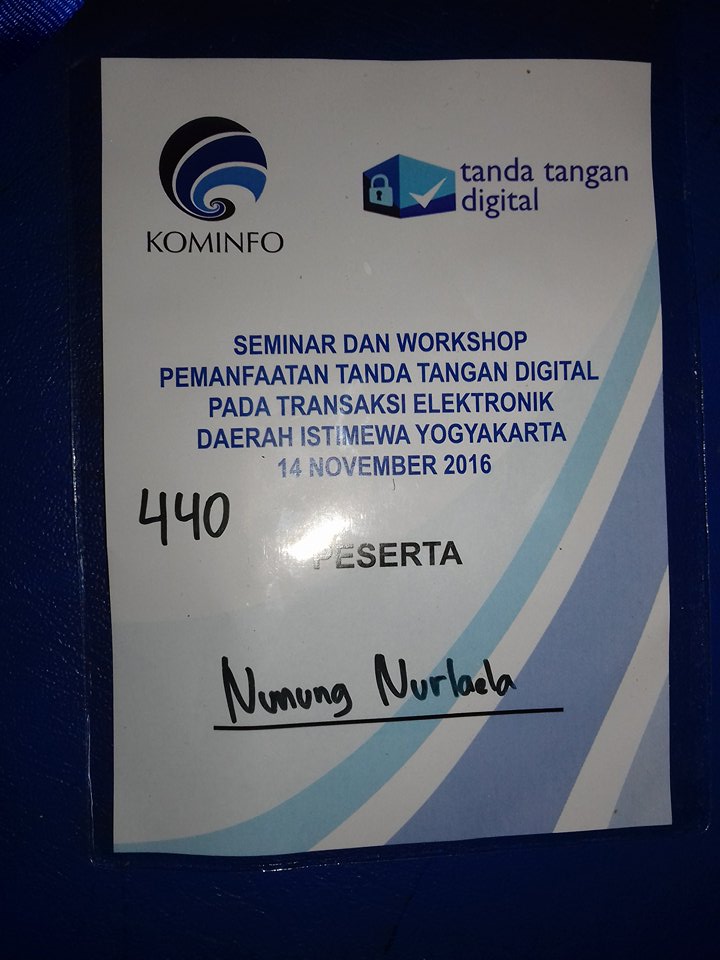 KOMINFO
tanda tangan
digital
SEMINAR DAN WORKSHOP
PEMANFAATAN TANDA TANGAN DIGITAL
PADA TRANSAKSI ELEKTRONIK
DAERAH ISTIMEWA YOGYAKARTA
14 NOVEMBER 2016
440
PESERTA
Nunung Nurlaela